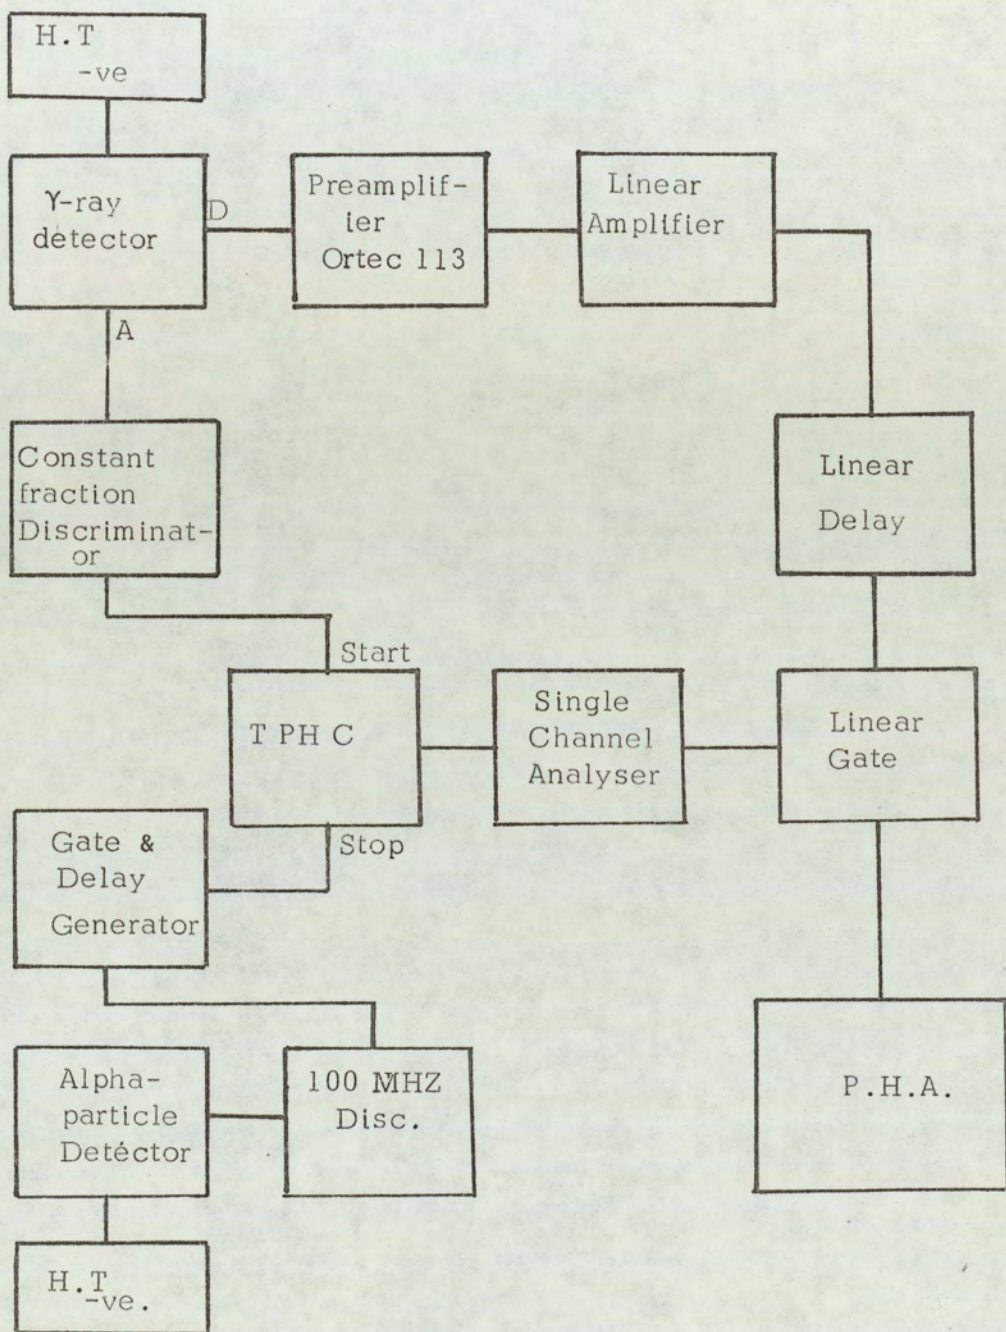 H.T
-ve
γ-ray
detector
D
A
Preamplif-
ier
Ortec 113
Linear
Amplifier
Constant
fraction
Discriminat-
or
Linear
Delay
Start
T PH C
Stop
Single
Channel
Analyser
Linear
Gate
Gate &
Delay
Generator
Alpha-
particle
Detéctor
100 MHZ
Disc.
P.H.A.
H.T
-ve.